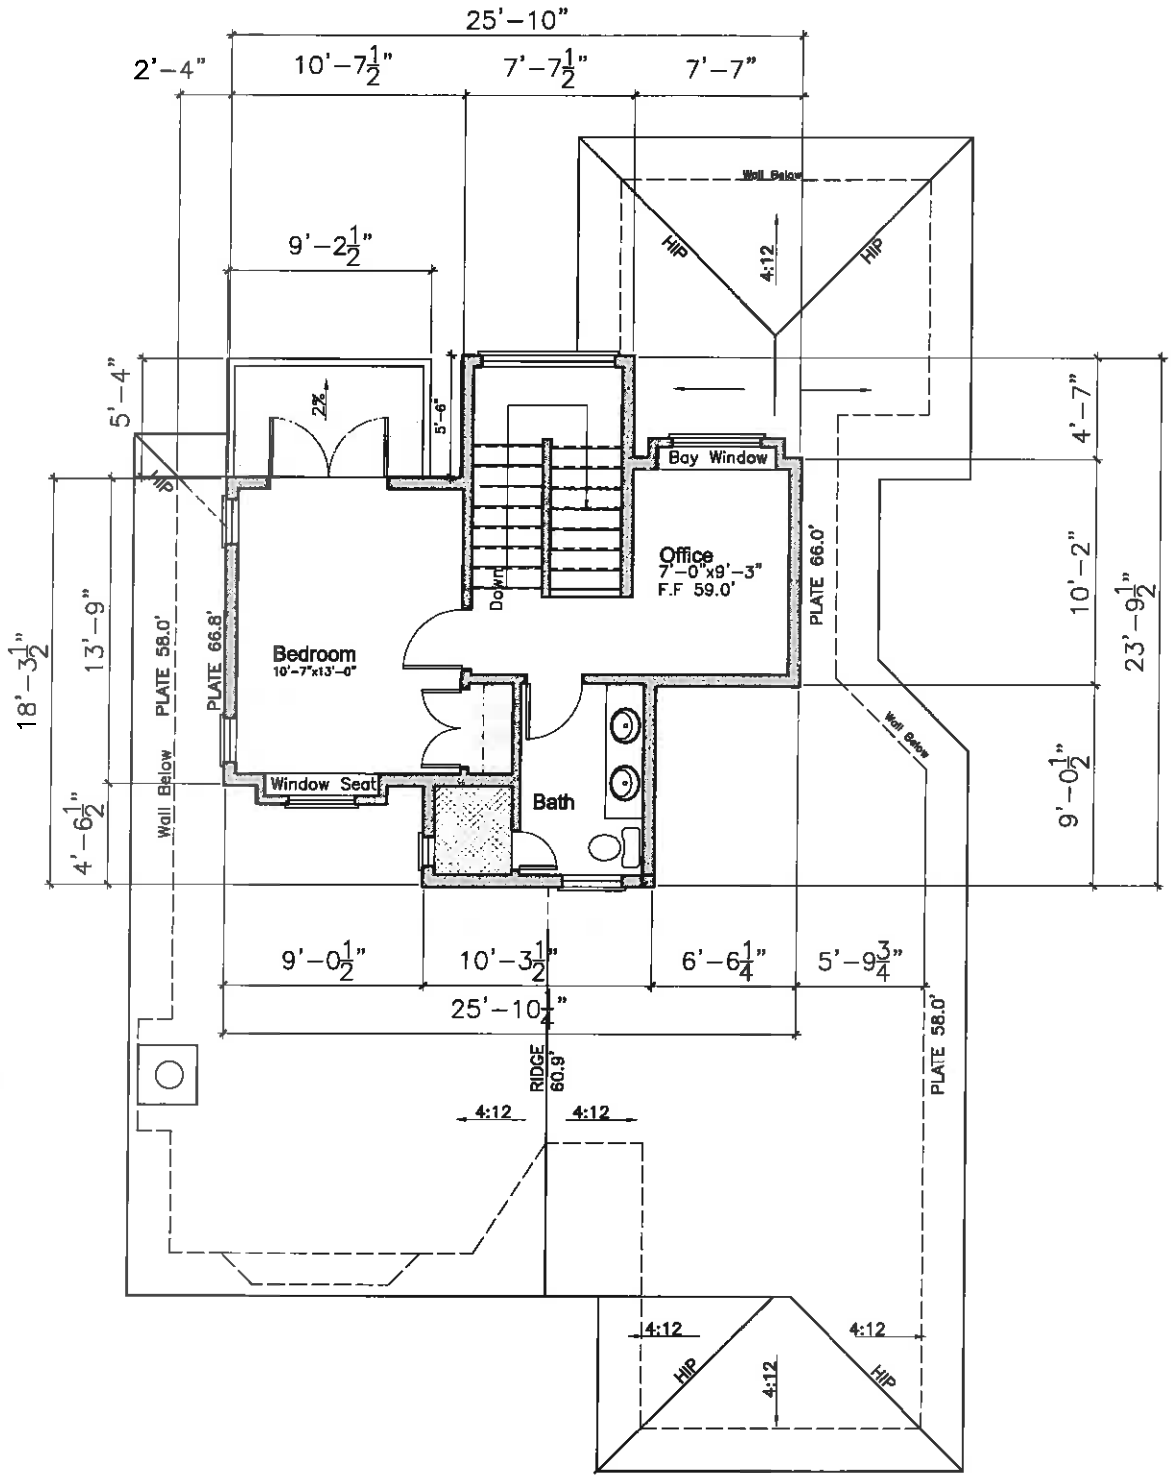 25'-10"
2'-4"
10'-7 1/2"
7'-7 1/2"
7'-7"
Wall Below
HIP
4:12
HIP
9'-2 1/2"
5'-4"
2%
5'-6"
4'-7"
HIP
Bay Window
Office
7'-0"x9'-3"
F.F 59.0'
Down
PLATE 66.0'
10'-2"
23'-9 1/2"
18'-3 1/2"
13'-9"
PLATE 58.0'
PLATE 66.8'
Bedroom
10'-7"x13'-0"
Wall Below
Wall Below
Window Seat
Bath
4'-6 1/2"
9'-0 1/2"
9'-0 1/2"
10'-3 1/2"
6'-6 1/4"
5'-9 3/4"
25'-10 1/4"
RIDGE
60.9'
PLATE 58.0'
4:12
4:12
4:12
4:12
HIP
4:12
HIP